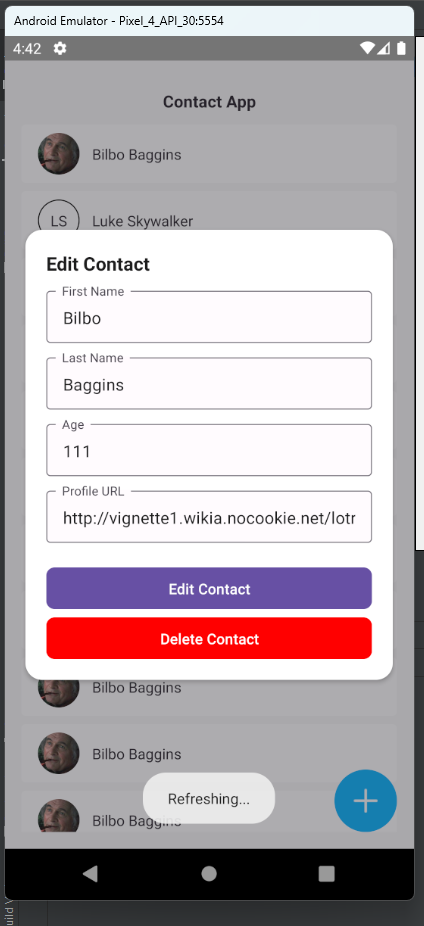 Android Emulator - Pixel_4_API_30:5554
4:42
Contact App
Bilbo Baggins
LS Luke Skywalker
Edit Contact
First Name
Bilbo
Last Name
Baggins
Age
111
Profile URL
http://vignette1.wikia.nocookie.net/lotr
Edit Contact
Delete Contact
Bilbo Baggins
Bilbo Baggins
Refreshing...
Bilbo Baggins